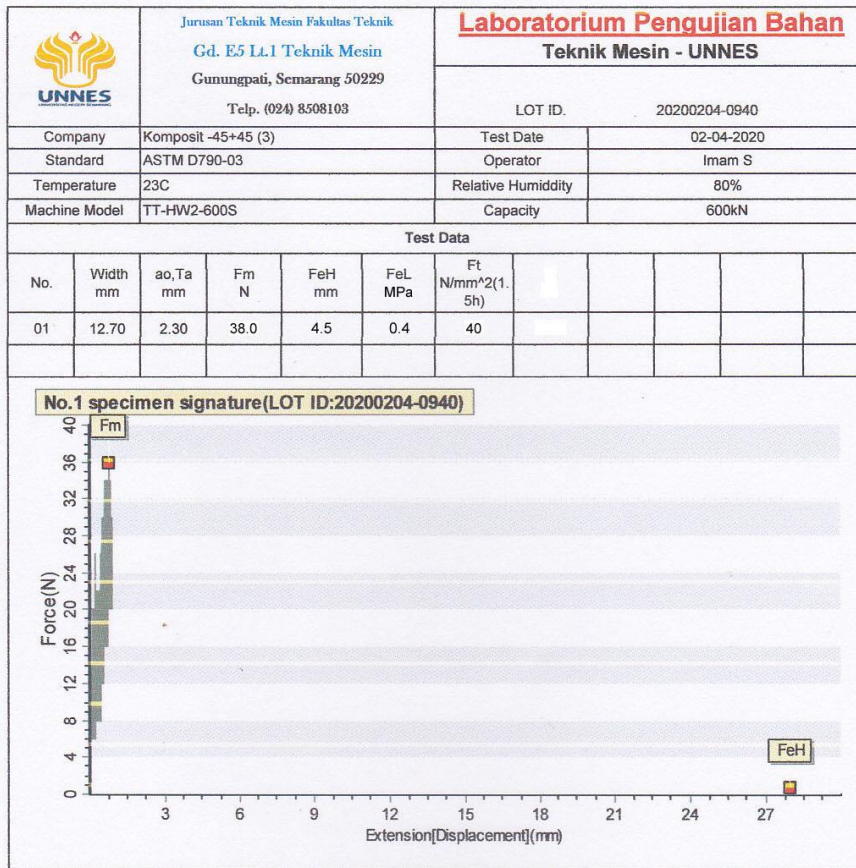 UNNES
UNIVERSITAS NEGERI SEMARANG
Jurusan Teknik Mesin Fakultas Teknik
Gd. E5 Lt.1 Teknik Mesin
Gunungpati, Semarang 50229
Telp. (024) 8508103
Laboratorium Pengujian Bahan
Teknik Mesin - UNNES
LOT ID. 20200204-0940
Company Komposit -45+45 (3) Test Date 02-04-2020
Standard ASTM D790-03 Operator Imam S
Temperature 23C Relative Humiddity 80%
Machine Model TT-HW2-600S Capacity 600kN
Test Data
No. Width mm ao,Ta mm Fm N FeH mm FeL MPa Ft N/mm^2(1.5h)
01 12.70 2.30 38.0 4.5 0.4 40
No.1 specimen signature(LOT ID:20200204-0940)
Fm
40
36
32
28
24
20
16
12
8
4
0
Force(N)
FeH
3 6 9 12 15 18 21 24 27
Extension[Displacement](mm)